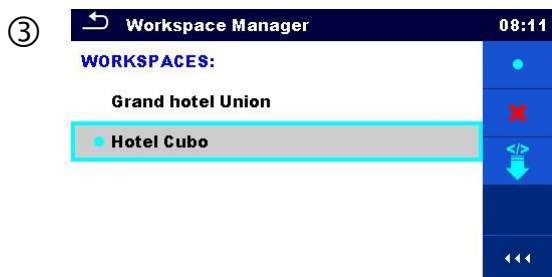 ③
Workspace Manager 08:11
WORKSPACES:
Grand hotel Union
Hotel Cubo
</>